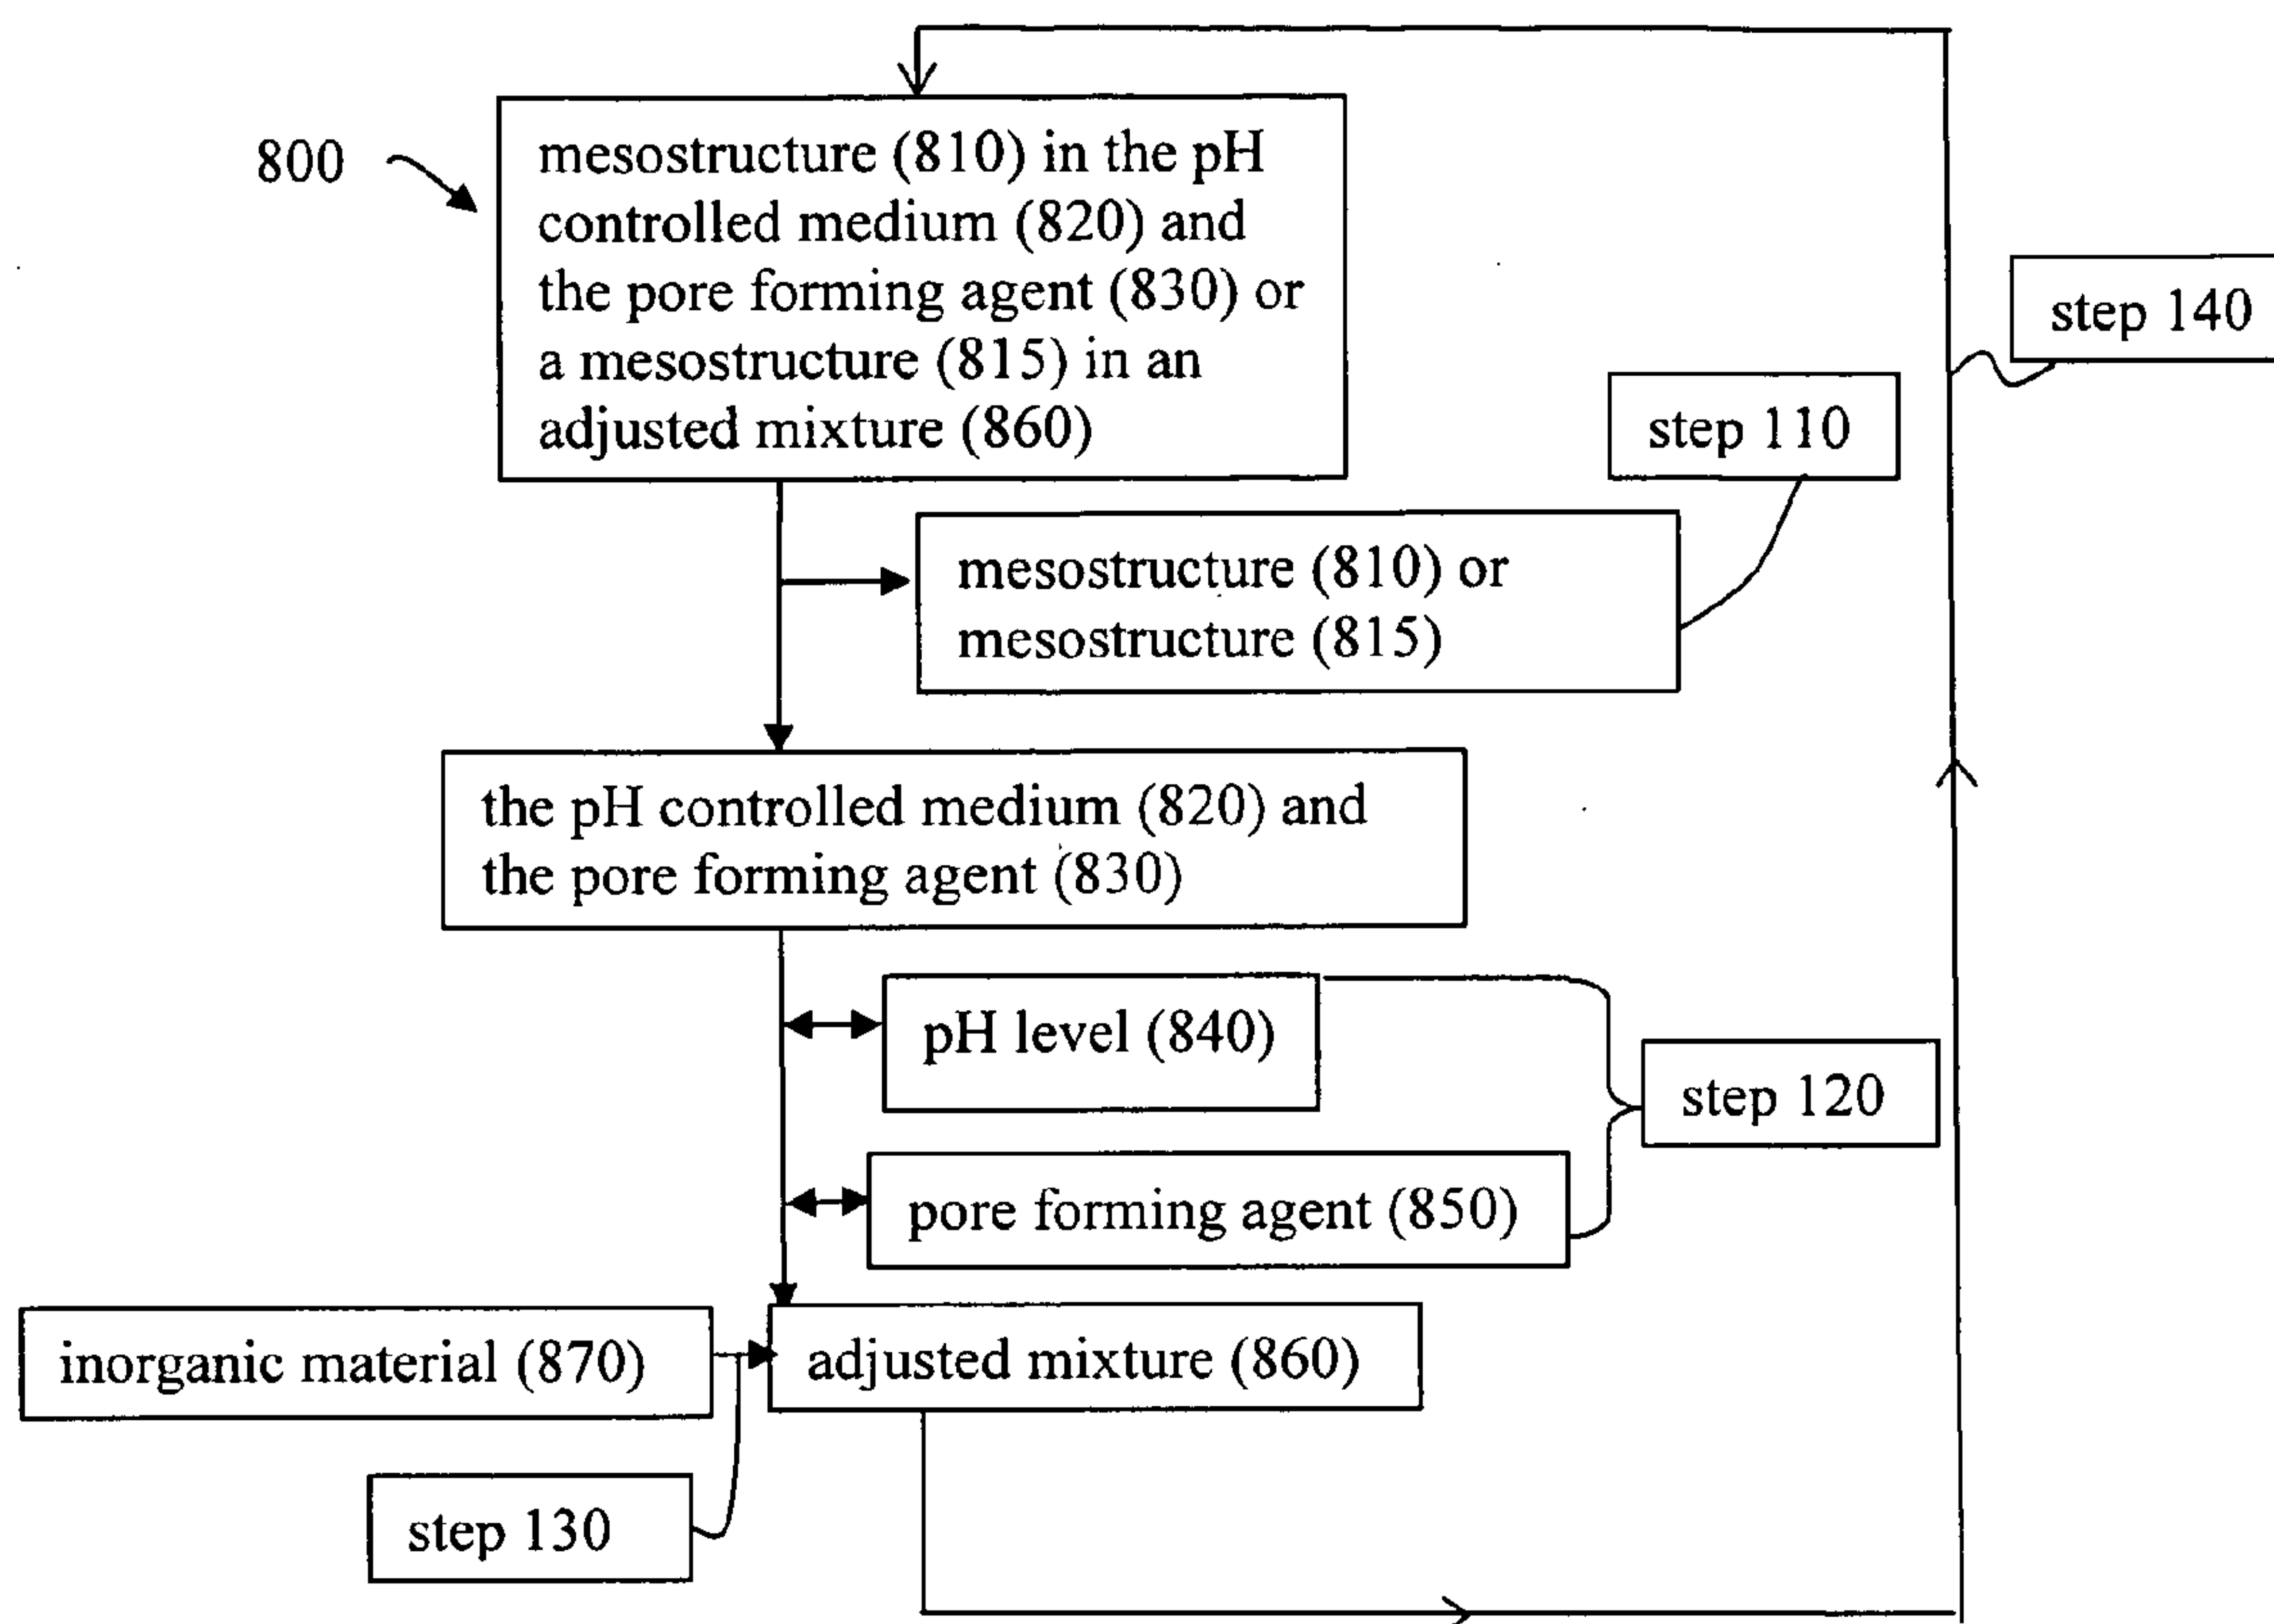 800
mesostructure (810) in the pH
controlled medium (820) and
the pore forming agent (830) or
a mesostructure (815) in an
adjusted mixture (860)
step 140
step 110
mesostructure (810) or
mesostructure (815)
the pH controlled medium (820) and
the pore forming agent (830)
pH level (840)
step 120
pore forming agent (850)
inorganic material (870)
adjusted mixture (860)
step 130